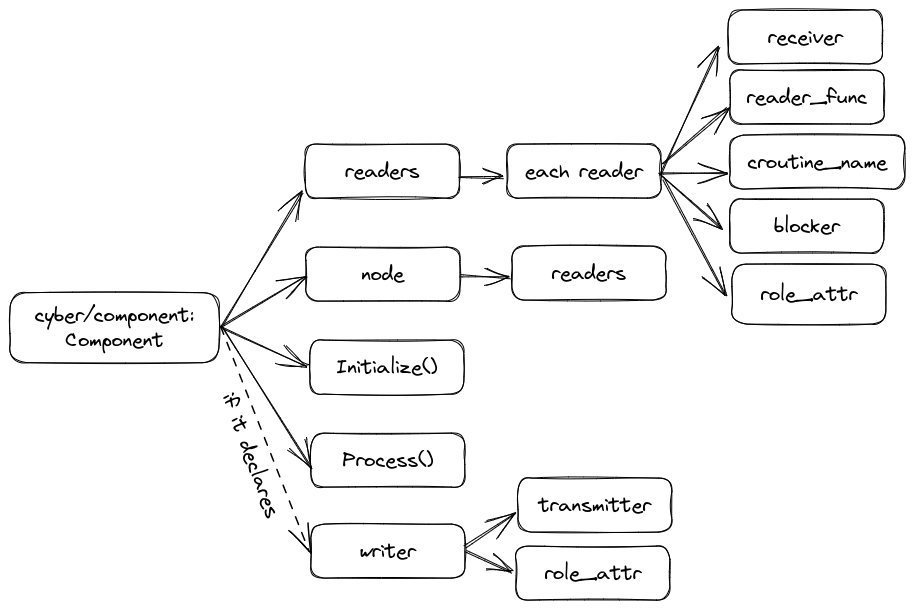 receiver
reader_func
readers
each reader
croutine_name
blocker
node
readers
role_attr
cyber/component:
Component
Initialize()
if it declares
Process()
transmitter
writer
role_attr